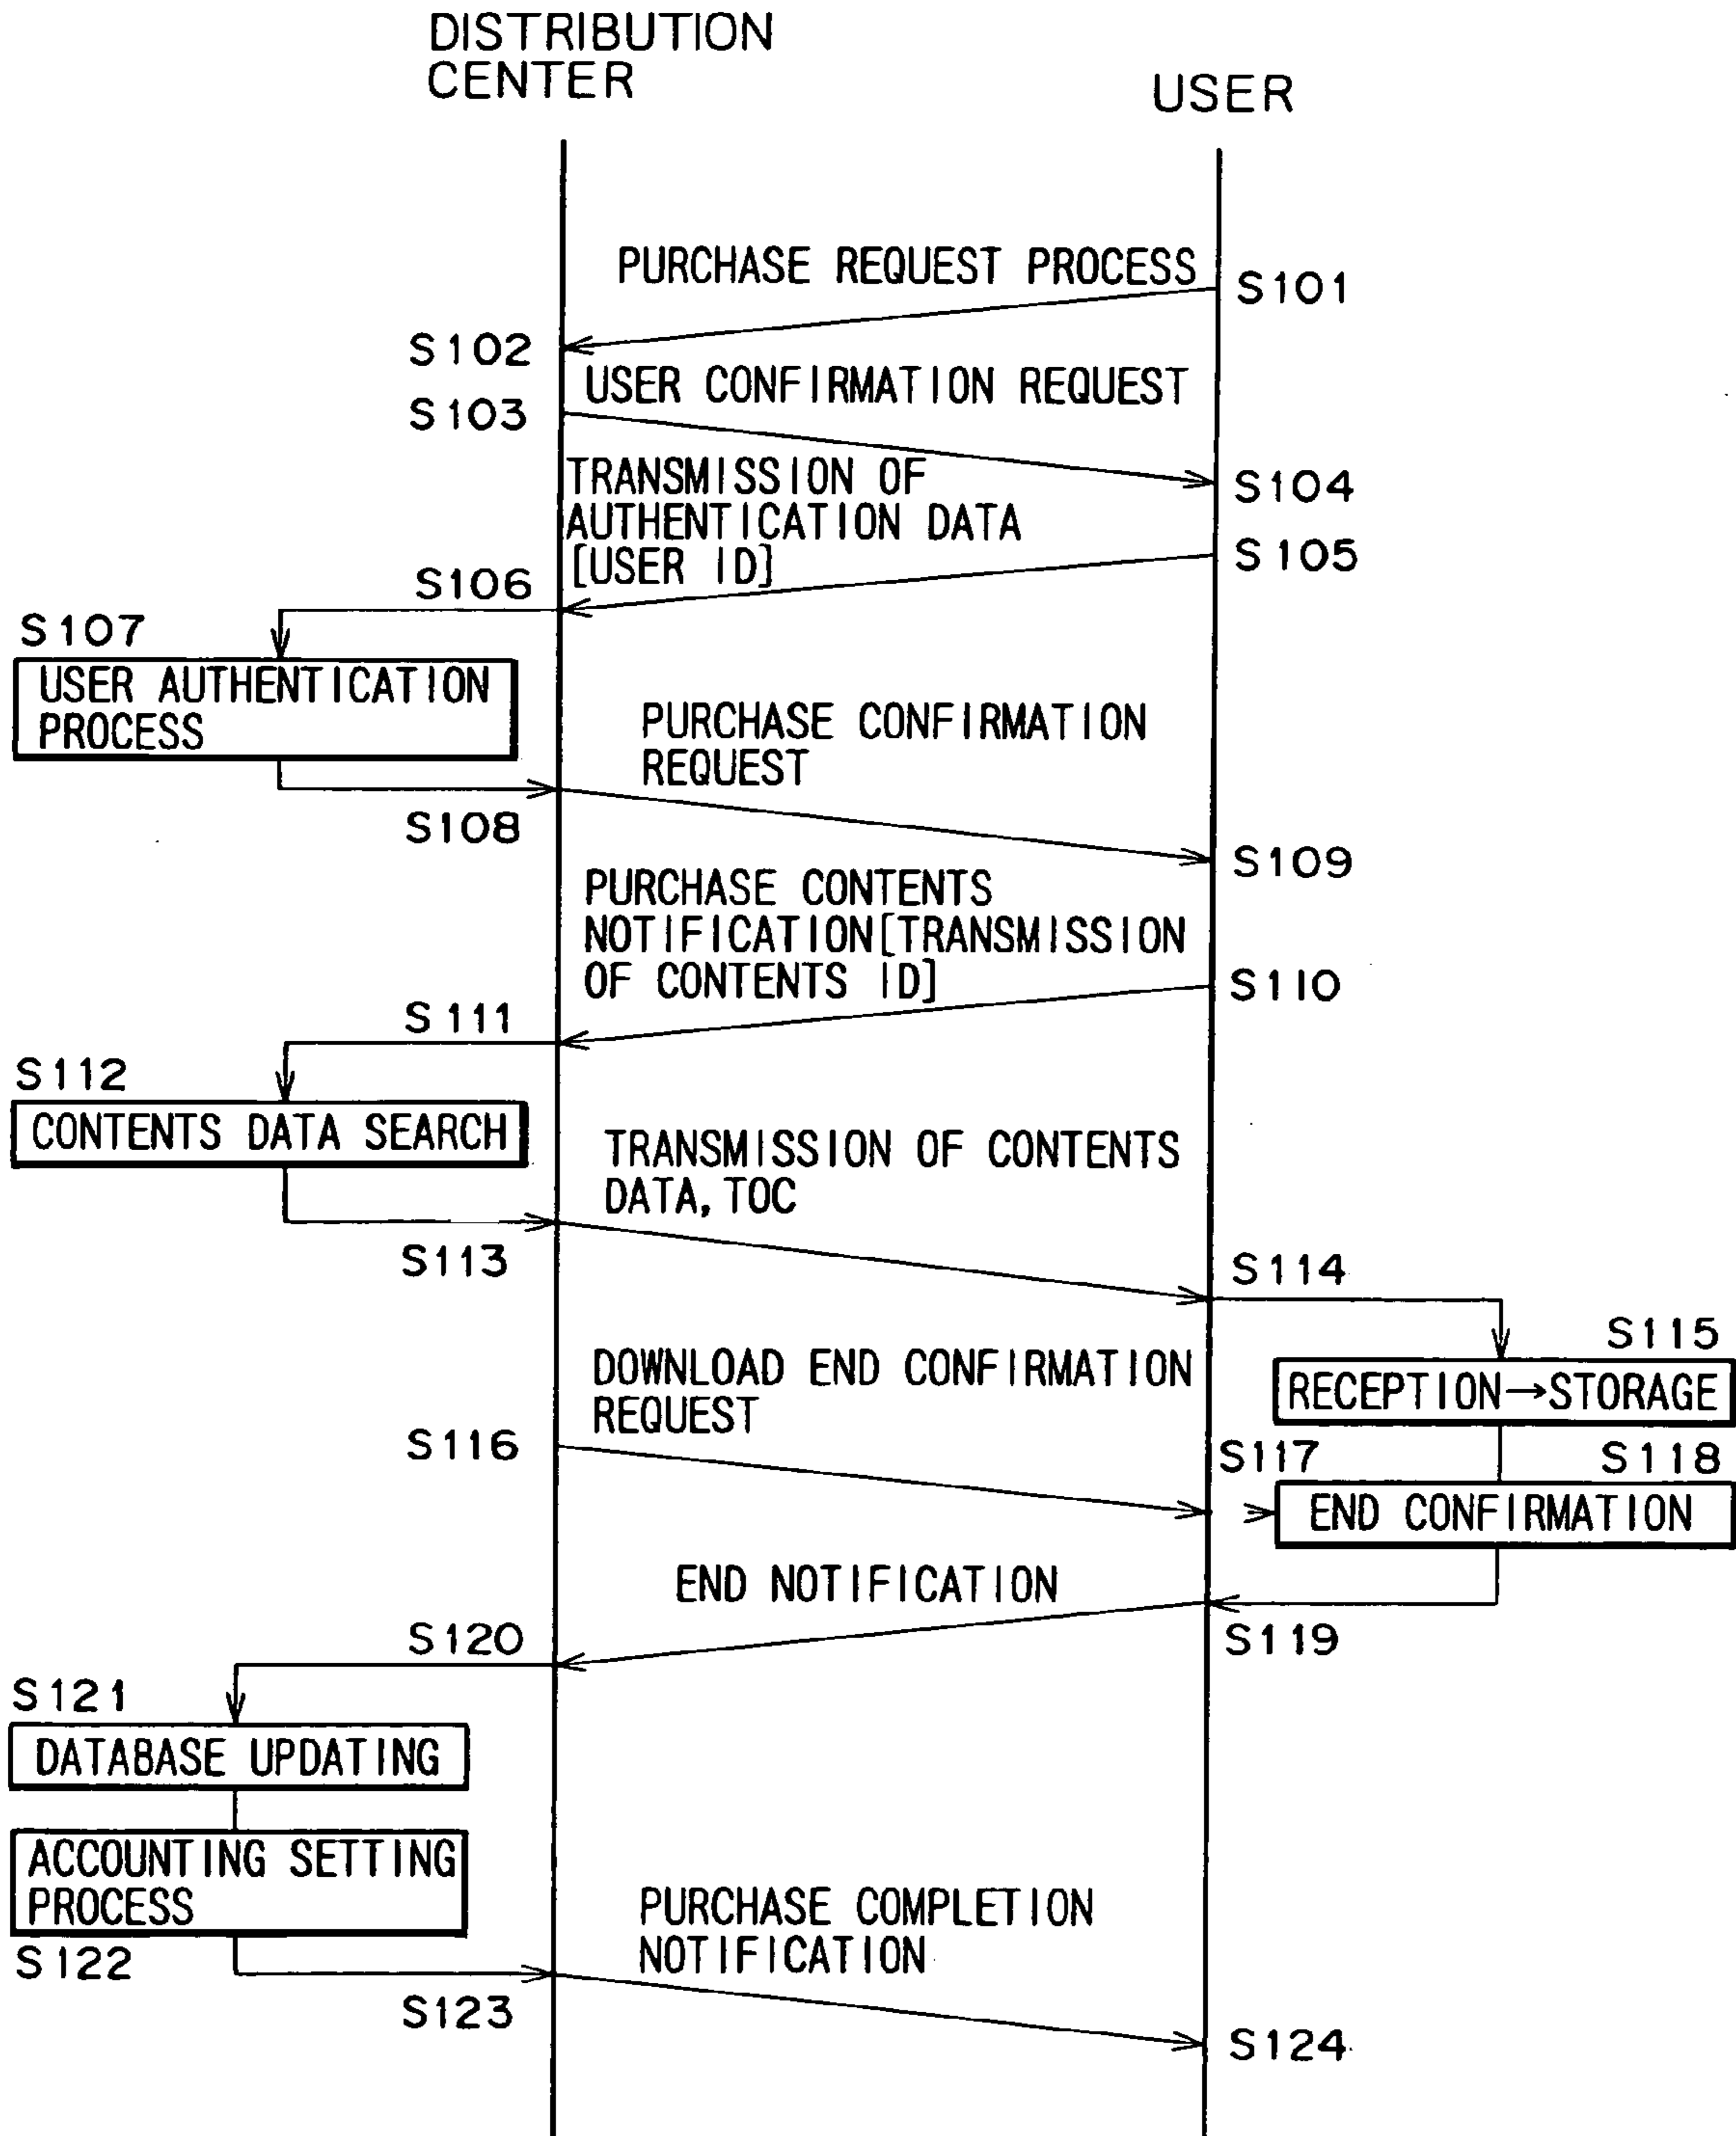 DISTRIBUTION
CENTER
USER
PURCHASE REQUEST PROCESS
S101
S102
USER CONFIRMATION REQUEST
S103
TRANSMISSION OF
AUTHENTICATION DATA
[USER ID]
S104
S105
S106
S107
USER AUTHENTICATION
PROCESS
PURCHASE CONFIRMATION
REQUEST
S108
S109
PURCHASE CONTENTS
NOTIFICATION[TRANSMISSION
OF CONTENTS ID]
S110
S111
S112
CONTENTS DATA SEARCH
TRANSMISSION OF CONTENTS
DATA, TOC
S113
S114
S115
RECEPTION→STORAGE
DOWNLOAD END CONFIRMATION
REQUEST
S116
S117
S118
END CONFIRMATION
END NOTIFICATION
S119
S120
S121
DATABASE UPDATING
ACCOUNTING SETTING
PROCESS
S122
PURCHASE COMPLETION
NOTIFICATION
S123
S124